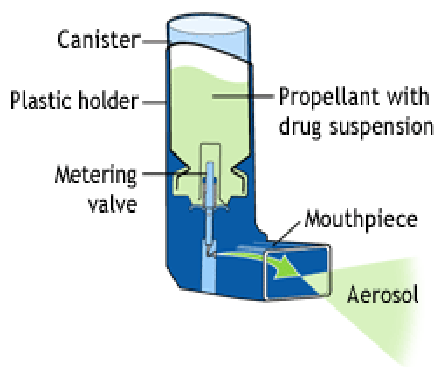 Canister
Plastic holder
Propellant with
drug suspension
Metering
valve
Mouthpiece
Aerosol